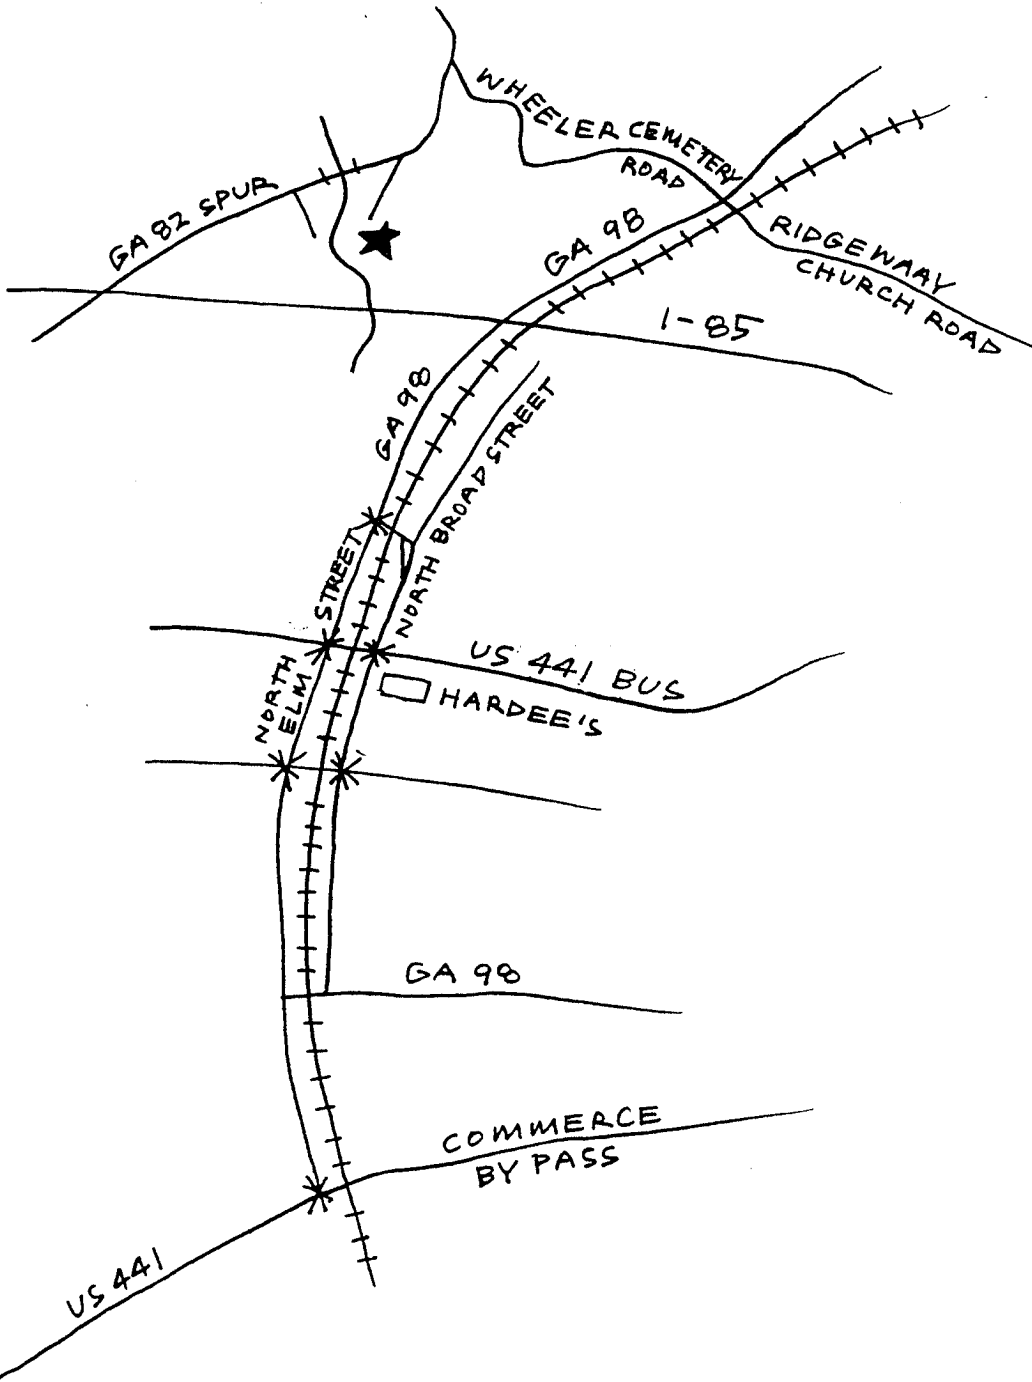 WHEELER CEMETERY
ROAD
GA 82 SPUR
GA 98
RIDGEWAAY
CHURCH ROAD
I-85
GA 98
NORTH BROAD STREET
STREET
NORTH
ELM
US 441 BUS
HARDEE'S
GA 98
COMMERCE
BY PASS
US 441